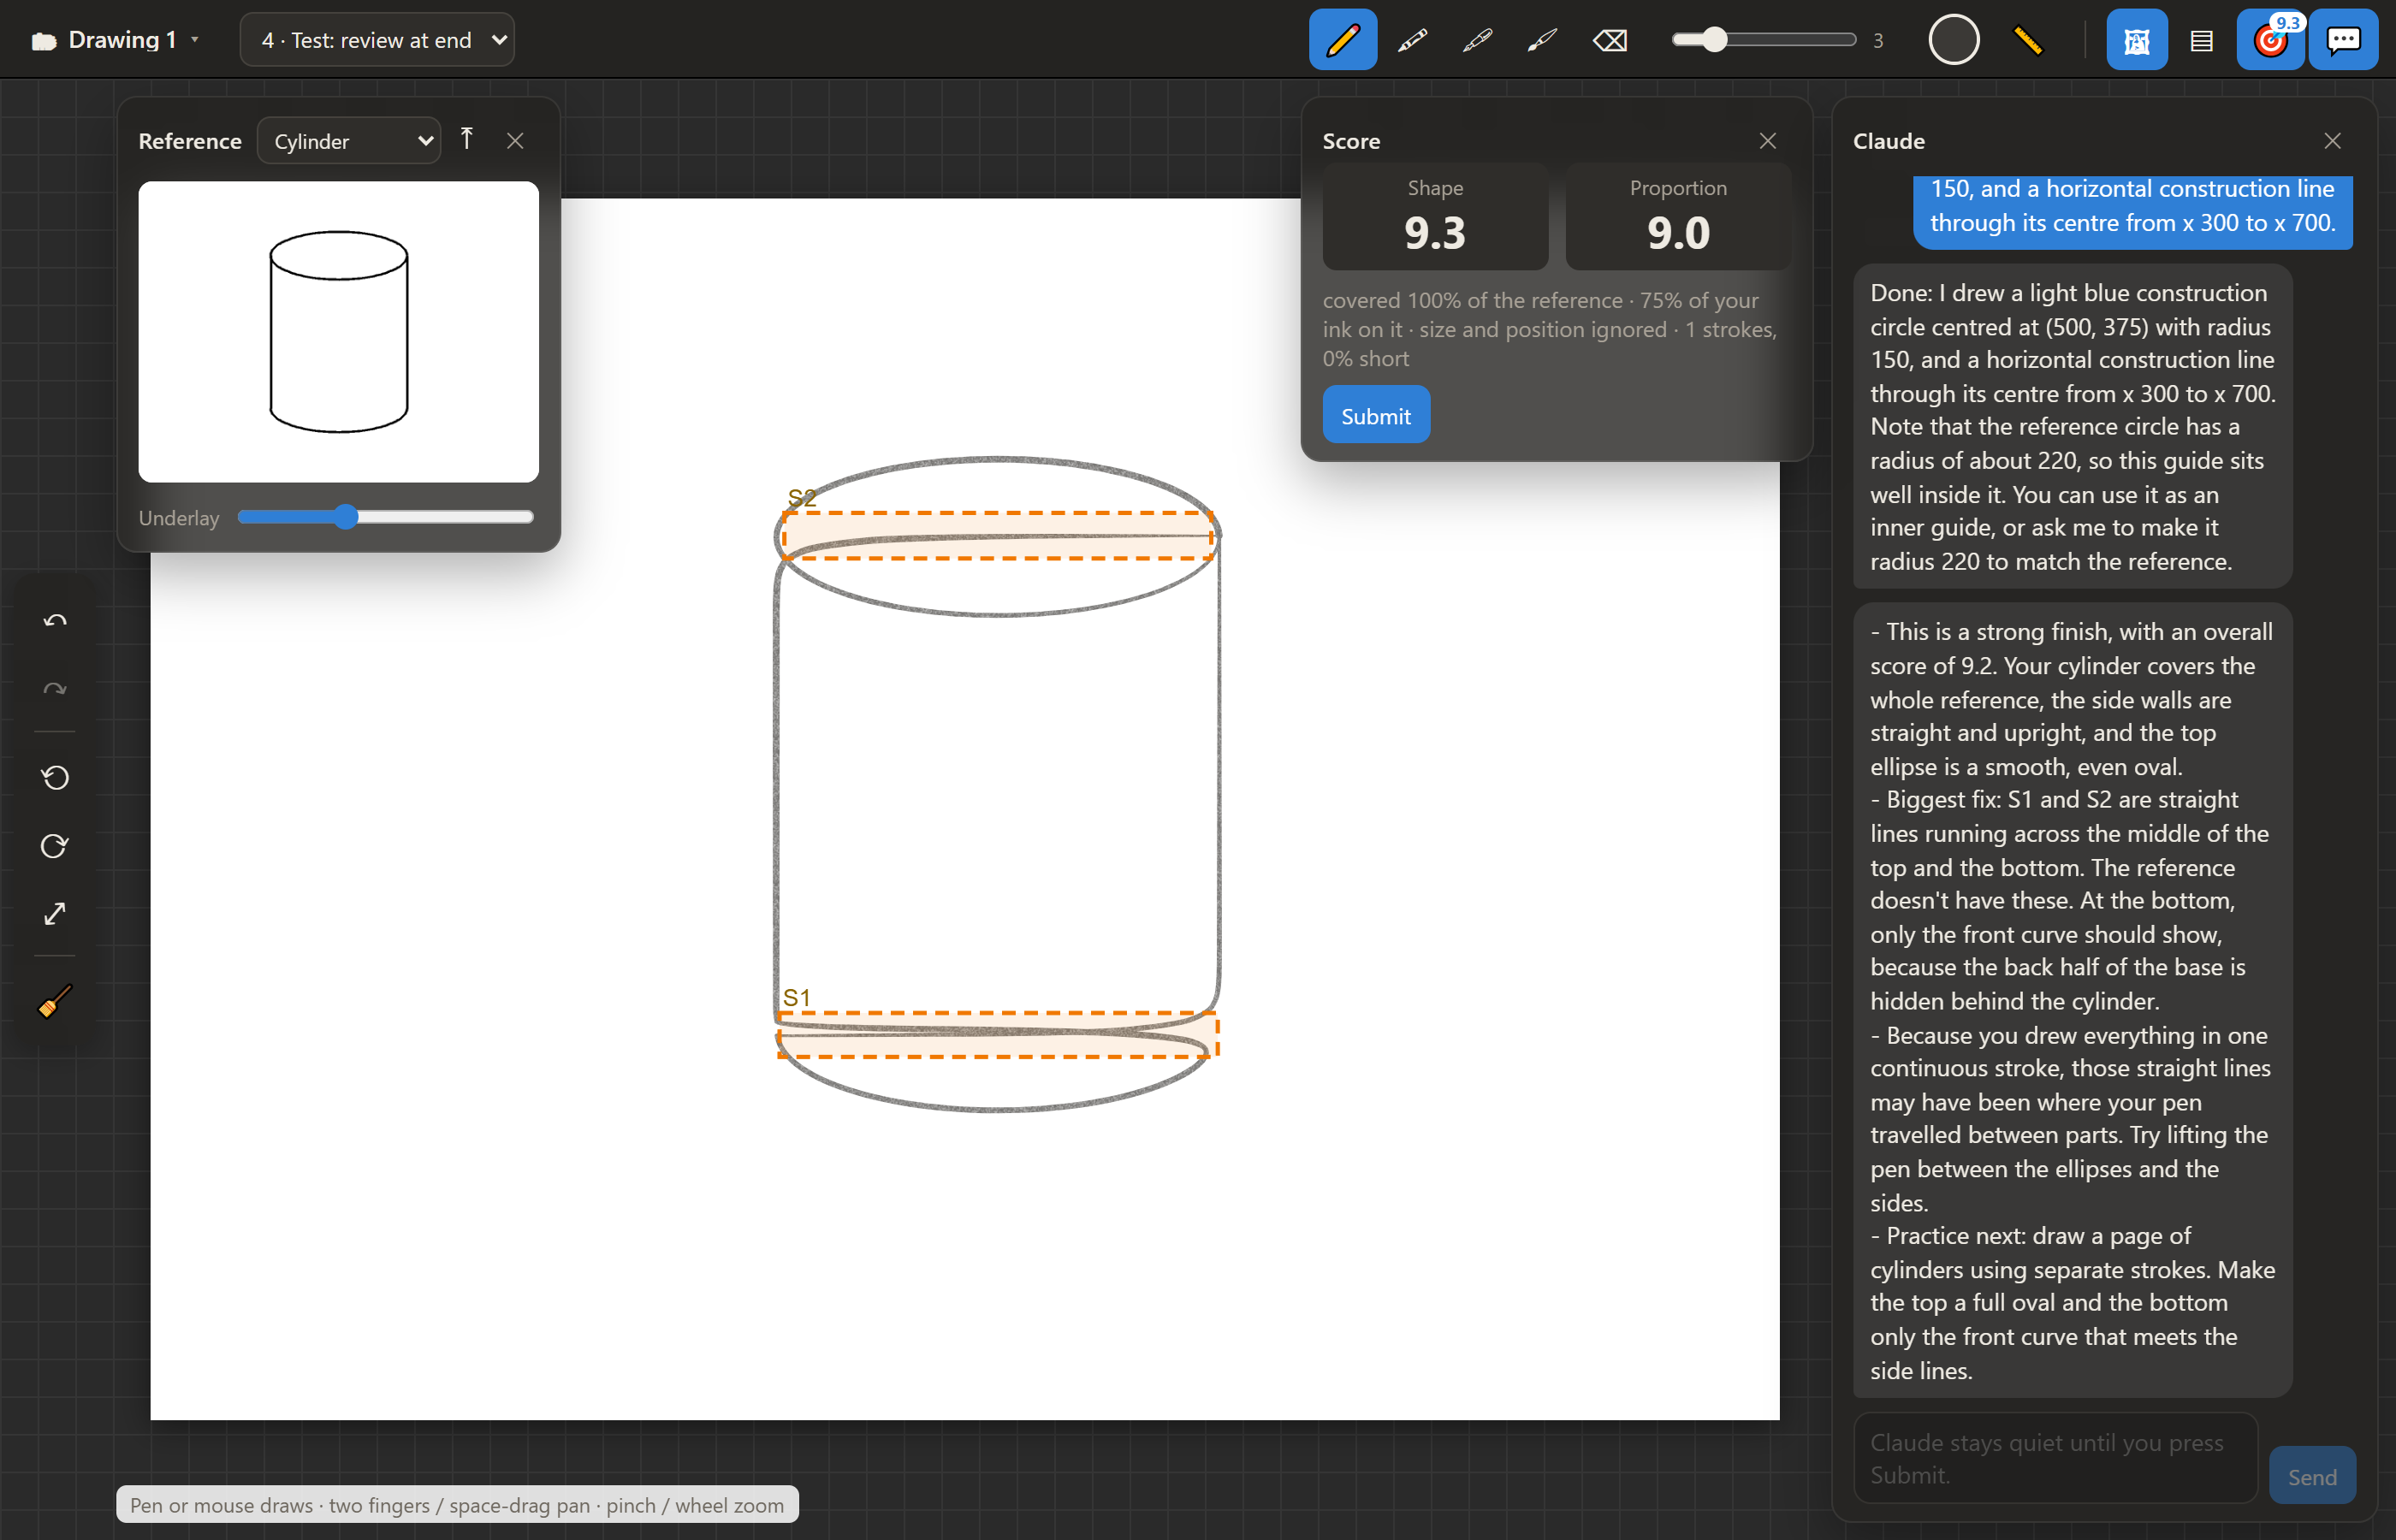 Drawing 1
4 · Test: review at end
3
9.3
Reference
Cylinder
Underlay
Score
Shape
9.3
Proportion
9.0
covered 100% of the reference · 75% of your
ink on it · size and position ignored · 1 strokes,
0% short
Submit
S2
S1
Claude
150, and a horizontal construction line
through its centre from x 300 to x 700.
Done: I drew a light blue construction
circle centred at (500, 375) with radius
150, and a horizontal construction line
through its centre from x 300 to x 700.
Note that the reference circle has a
radius of about 220, so this guide sits
well inside it. You can use it as an
inner guide, or ask me to make it
radius 220 to match the reference.
- This is a strong finish, with an overall
score of 9.2. Your cylinder covers the
whole reference, the side walls are
straight and upright, and the top
ellipse is a smooth, even oval.
- Biggest fix: S1 and S2 are straight
lines running across the middle of the
top and the bottom. The reference
doesn't have these. At the bottom,
only the front curve should show,
because the back half of the base is
hidden behind the cylinder.
- Because you drew everything in one
continuous stroke, those straight lines
may have been where your pen
travelled between parts. Try lifting the
pen between the ellipses and the
sides.
- Practice next: draw a page of
cylinders using separate strokes. Make
the top a full oval and the bottom
only the front curve that meets the
side lines.
Claude stays quiet until you press
Submit.
Send
Pen or mouse draws · two fingers / space-drag pan · pinch / wheel zoom